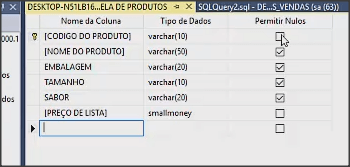 DESKTOP-N51LB16...ELA DE PRODUTOS SQLQuery2.sql - DE...S_VENDAS (sa (63))*
Nome da Coluna Tipo de Dados Permitir Nulos
[CODIGO DO PRODUTO] varchar(10)
[NOME DO PRODUTO] varchar(50)
EMBALAGEM varchar(20)
TAMANHO varchar(10)
SABOR varchar(20)
[PREÇO DE LISTA] smallmoney